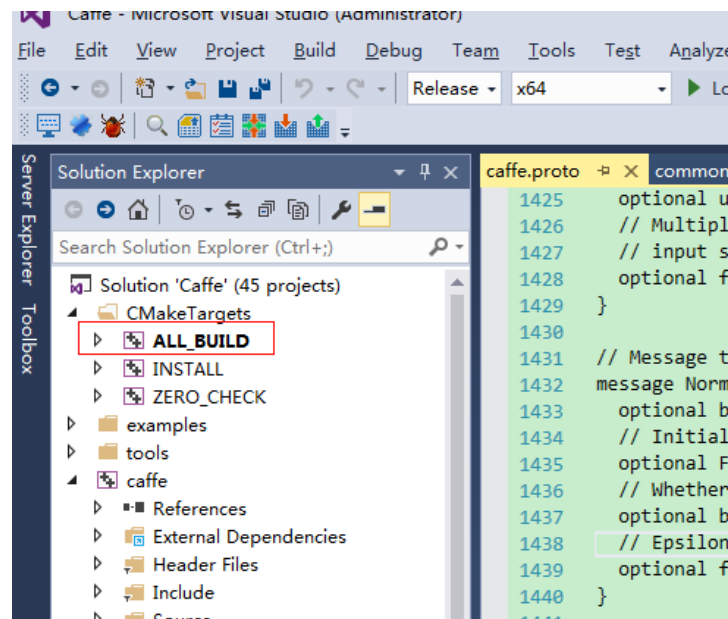 Caffe - Microsoft Visual Studio (Administrator)
File Edit View Project Build Debug Team Tools Test Analyze
Release x64
Server Explorer
Toolbox
Solution Explorer
Search Solution Explorer (Ctrl+;)
Solution 'Caffe' (45 projects)
CMakeTargets
ALL_BUILD
INSTALL
ZERO_CHECK
examples
tools
caffe
References
External Dependencies
Header Files
Include
Source
caffe.proto common
1425 optional u
1426 // Multipl
1427 // input s
1428 optional f
1429 }
1430
1431 // Message t
1432 message Norm
1433 optional b
1434 // Initial
1435 optional F
1436 // Whether
1437 optional b
1438 // Epsilon
1439 optional f
1440 }